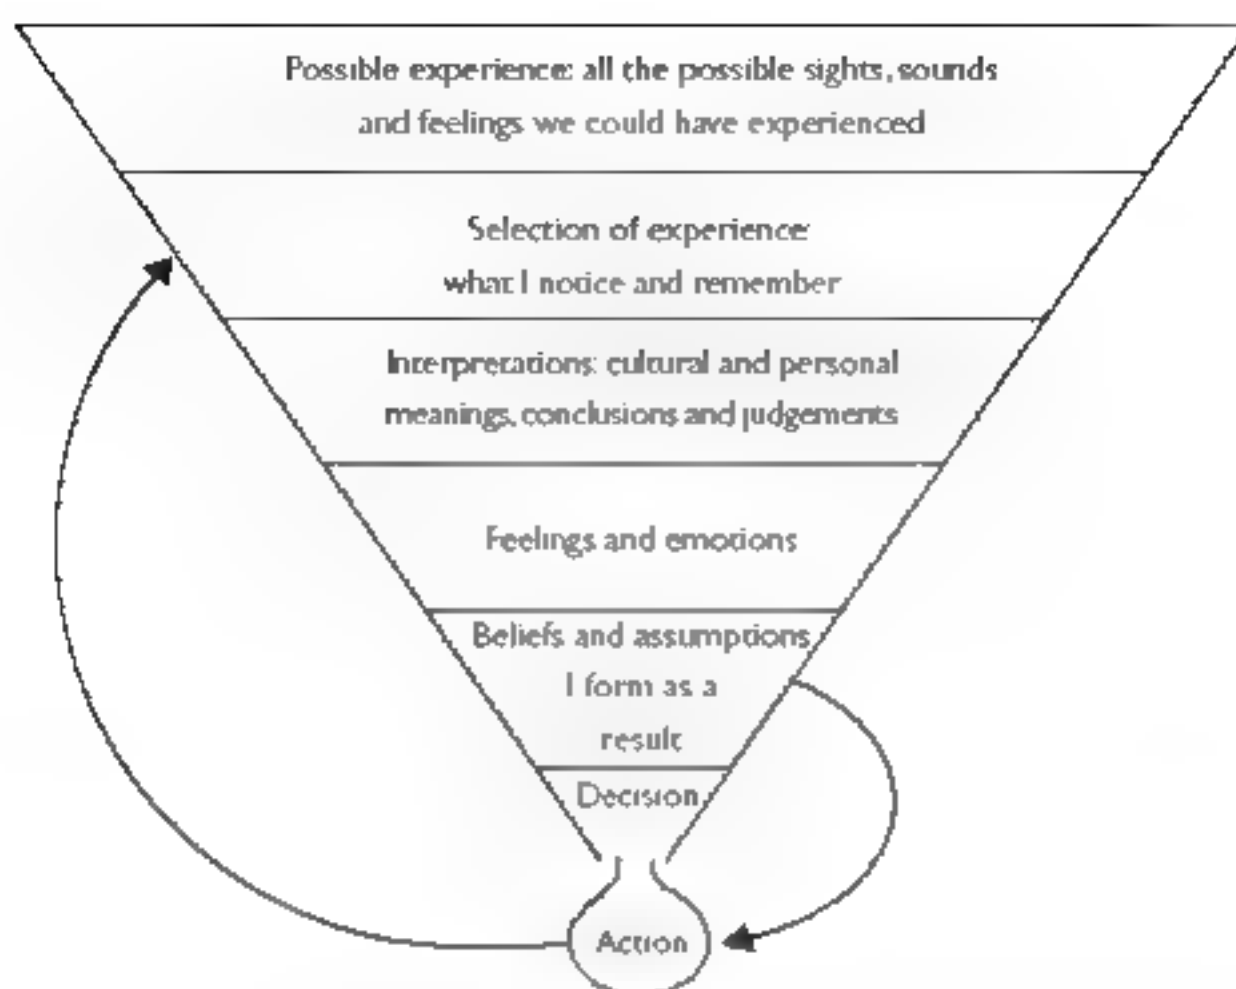 Possible experience: all the possible sights, sounds
and feelings we could have experienced
Selection of experience:
what I notice and remember
Interpretations: cultural and personal
meanings, conclusions and judgements
Feelings and emotions
Beliefs and assumptions
I form as a
result
Decision
Action